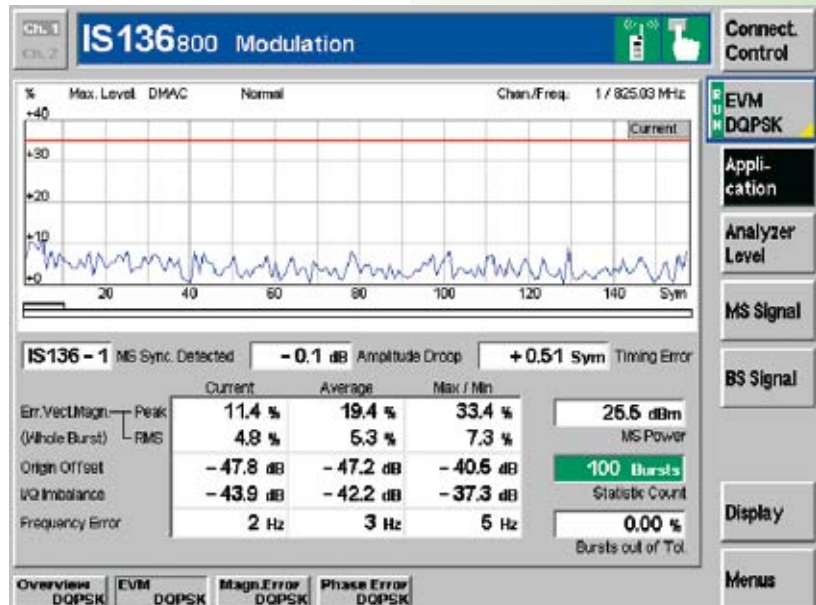 Ch. 1
Ch. 2
IS136800 Modulation
Connect. Control
% Max. Level DMAC Normal Chan./Freq. 1 / 825.03 MHz
+40
Current
+30
+20
+10
+0
20 40 60 80 100 120 140 Sym
RUN
EVM DQPSK
Appli-
cation
Analyzer
Level
MS Signal
BS Signal
Display
Menus
IS136 – 1 MS Sync. Detected – 0.1 dB Amplitude Droop + 0.51 Sym Timing Error
Current Average Max / Min
Err.Vect.Magn. Peak 11.4 % 19.4 % 33.4 %
(Whole Burst) RMS 4.8 % 5.3 % 7.3 %
Origin Offset – 47.8 dB – 47.2 dB – 40.5 dB
I/Q Imbalance – 43.9 dB – 42.2 dB – 37.3 dB
Frequency Error 2 Hz 3 Hz 5 Hz
25.5 dBm
MS Power
100 Bursts
Statistic Count
0.00 %
Bursts out of Tol.
Overview DQPSK
EVM DQPSK
Magn.Error DQPSK
Phase Error DQPSK